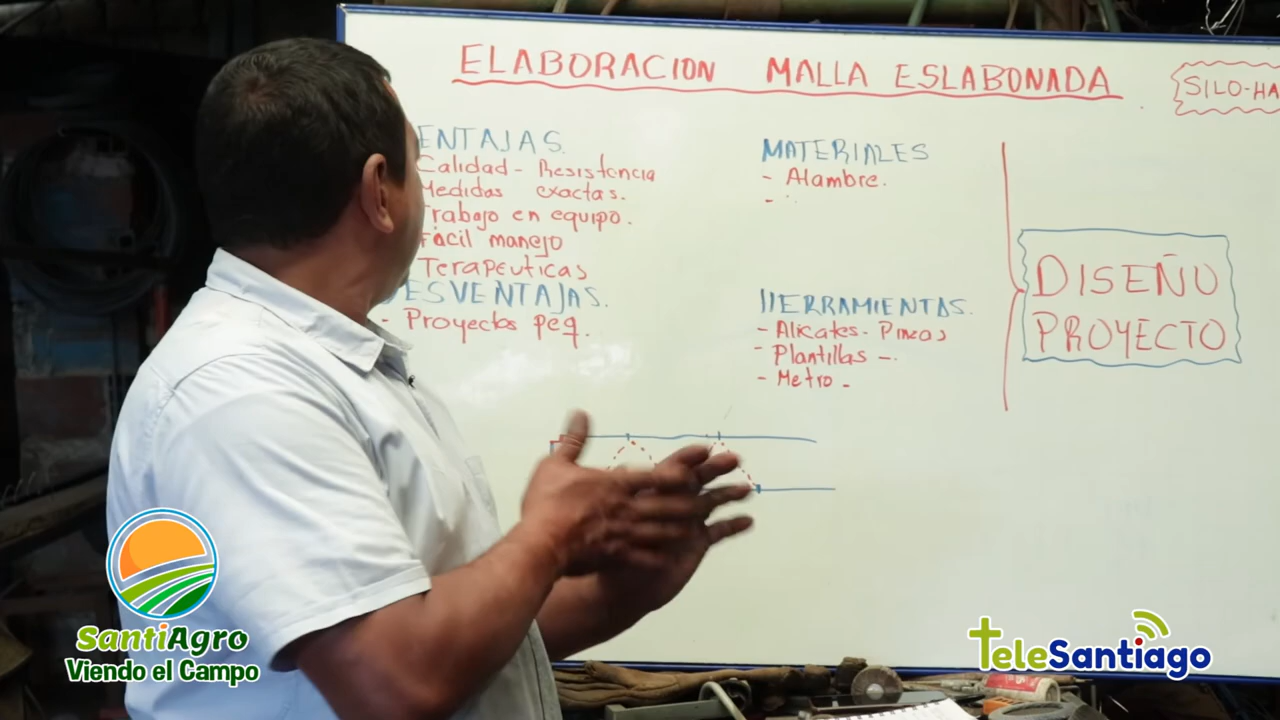 ELABORACION MALLA ESLABONADA
SILO-HA
ENTAJAS.
Calidad - Resistencia
Medidas exactas.
Trabajo en equipo.
Fácil manejo
Terapeuticas
ESVENTAJAS.
- Proyectos peq.
MATERIALES
- Alambre.
HERRAMIENTAS.
- Alicates - Pinzas
- Plantillas -.
- Metro -
DISEÑO
PROYECTO
SantiAgro
Viendo el Campo
TeleSantiago